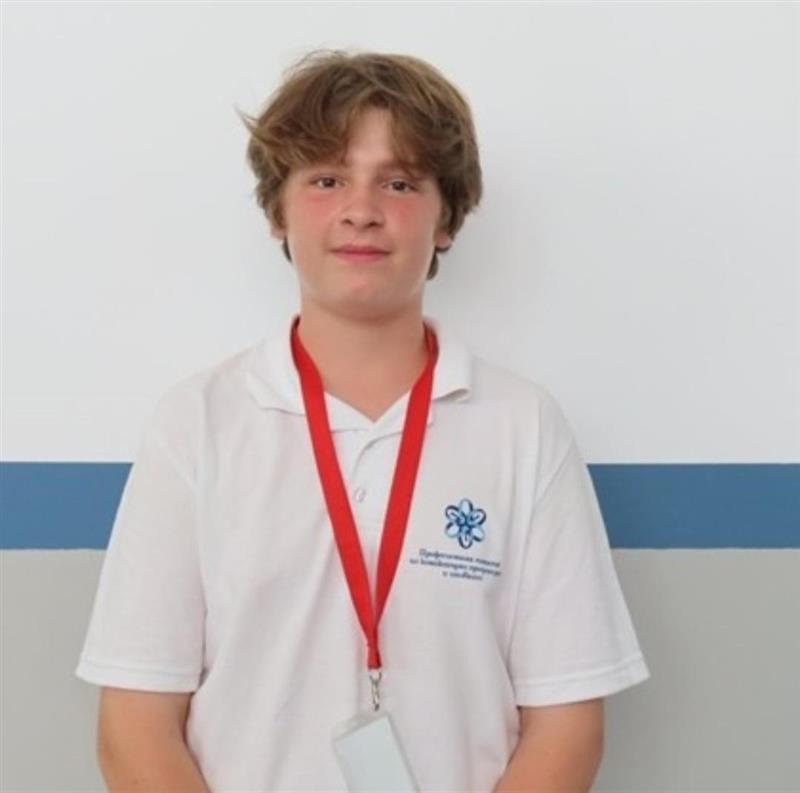 Професионална гимназия
по компютърно програмиране
и иновации